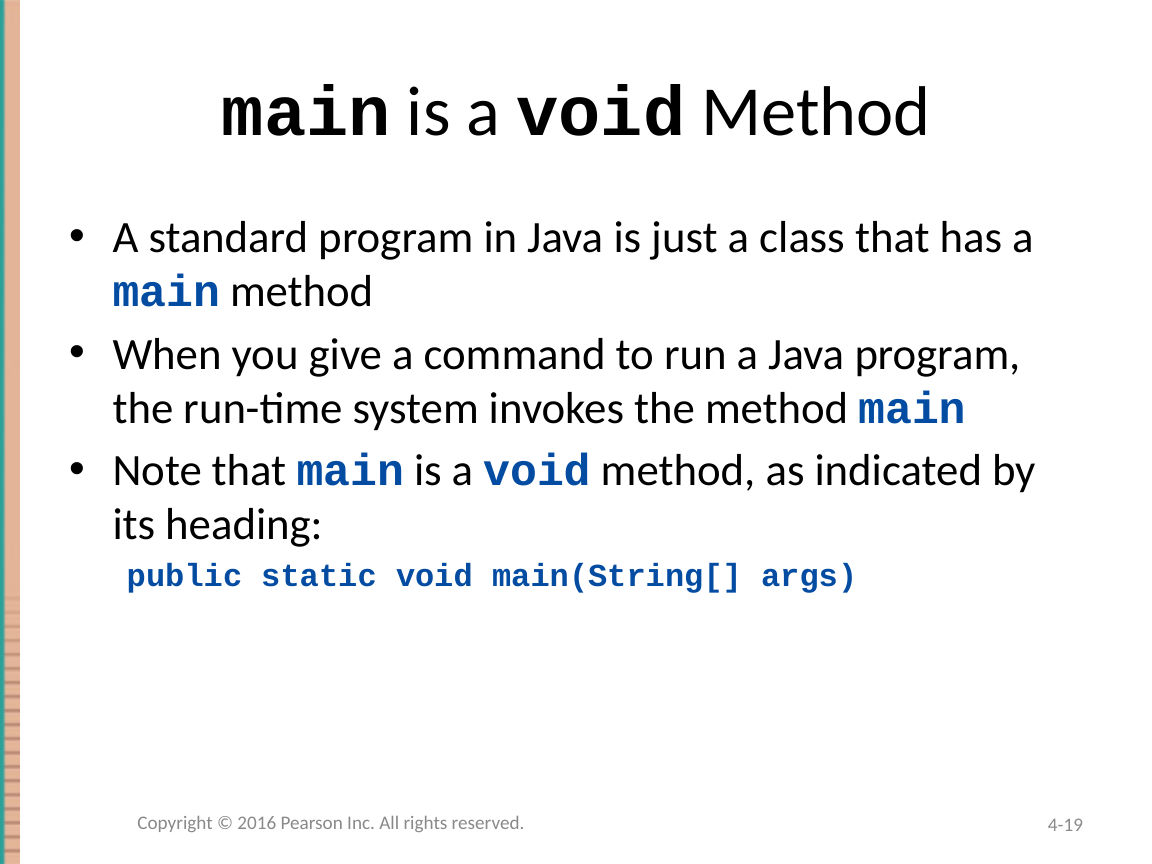 main is a void Method
• A standard program in Java is just a class that has a
main method
• When you give a command to run a Java program,
the run-time system invokes the method main
• Note that main is a void method, as indicated by
its heading:
public static void main(String[] args)
Copyright © 2016 Pearson Inc. All rights reserved.
4-19